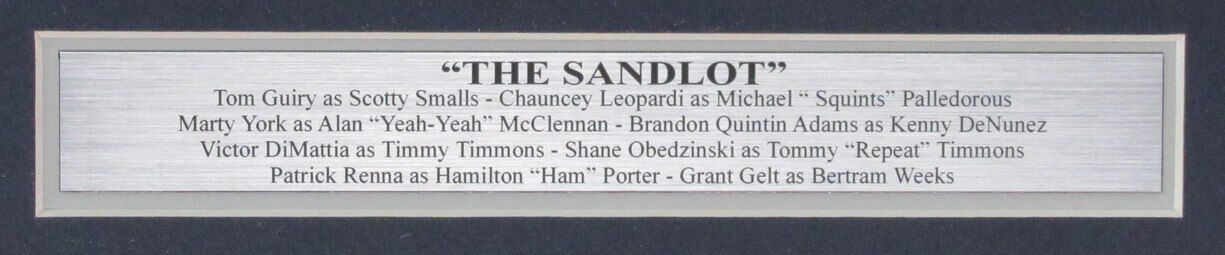 “THE SANDLOT”
Tom Guiry as Scotty Smalls - Chauncey Leopardi as Michael “ Squints” Palledorous
Marty York as Alan “Yeah-Yeah” McClennan - Brandon Quintin Adams as Kenny DeNunez
Victor DiMattia as Timmy Timmons - Shane Obedzinski as Tommy “Repeat” Timmons
Patrick Renna as Hamilton “Ham” Porter - Grant Gelt as Bertram Weeks